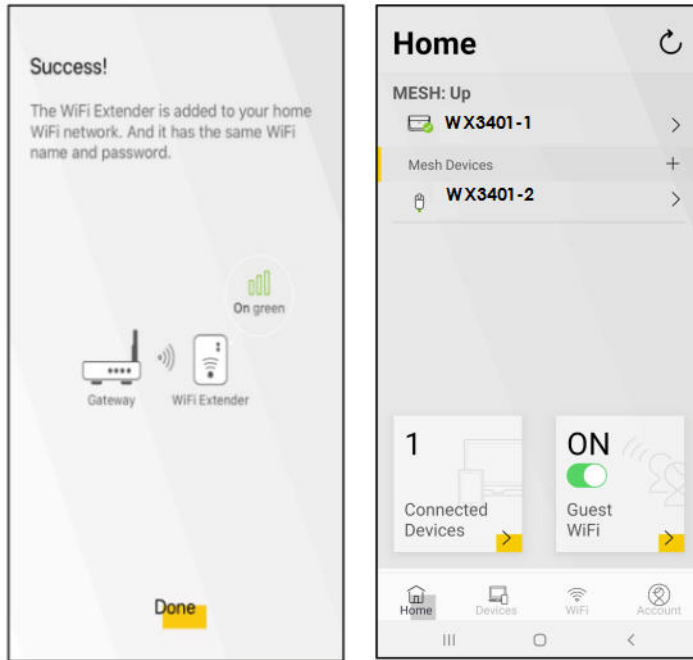 Success!
The WiFi Extender is added to your home
WiFi network. And it has the same WiFi
name and password.
On green
Gateway
WiFi Extender
Done
Home
MESH: Up
WX3401-1
Mesh Devices
WX3401-2
1
Connected
Devices
ON
Guest
WiFi
Home
Devices
WiFi
Account